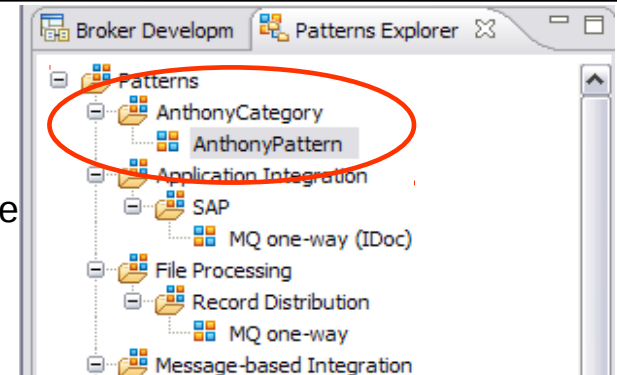 Broker Developm Patterns Explorer
Patterns
AnthonyCategory
AnthonyPattern
Application Integration
e
SAP
MQ one-way (IDoc)
File Processing
Record Distribution
MQ one-way
Message-based Integration